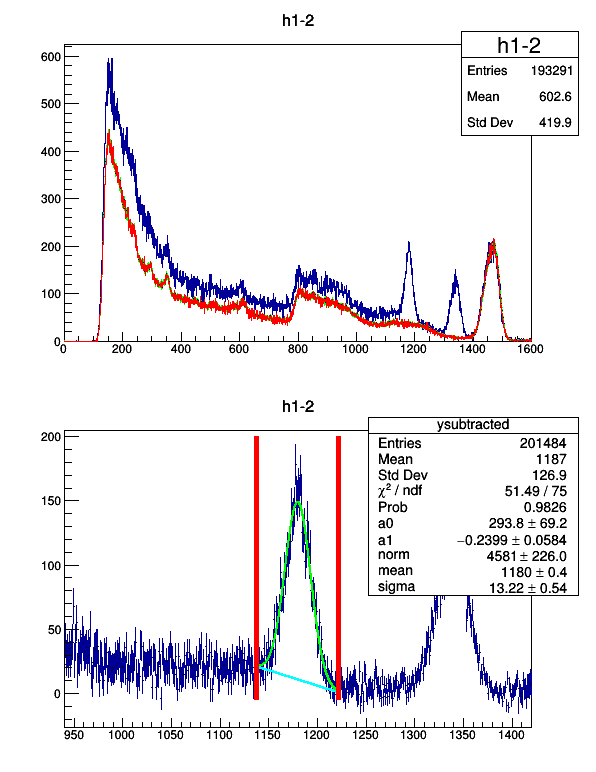 h1-2
h1-2
Entries 193291
Mean 602.6
Std Dev 419.9
600
500
400
300
200
100
0
0 200 400 600 800 1000 1200 1400 1600
h1-2
ysubtracted
Entries 201484
Mean 1187
Std Dev 126.9
χ² / ndf 51.49 / 75
Prob 0.9826
a0 293.8 ± 69.2
a1 −0.2399 ± 0.0584
norm 4581 ± 226.0
mean 1180 ± 0.4
sigma 13.22 ± 0.54
200
150
100
50
0
950 1000 1050 1100 1150 1200 1250 1300 1350 1400